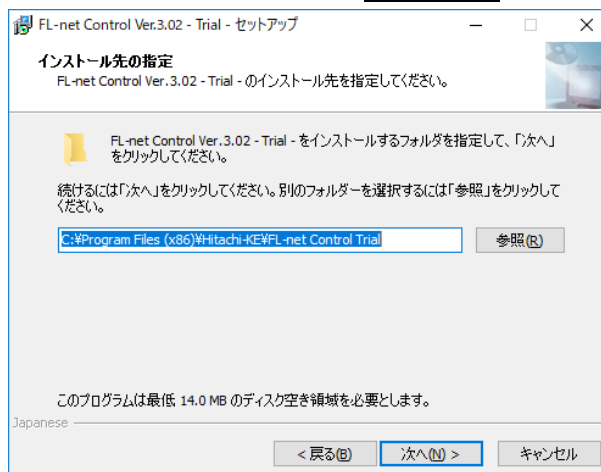 FL-net Control Ver.3.02 - Trial - セットアップ
インストール先の指定
FL-net Control Ver.3.02 - Trial - のインストール先を指定してください。
FL-net Control Ver.3.02 - Trial - をインストールするフォルダを指定して、「次へ」
をクリックしてください。
続けるには「次へ」をクリックしてください。別のフォルダーを選択するには「参照」をクリックして
ください。
C:¥Program Files (x86)¥Hitachi-KE¥FL-net Control Trial
参照(R)
このプログラムは最低 14.0 MB のディスク空き領域を必要とします。
Japanese
< 戻る(B) 次へ(N) > キャンセル